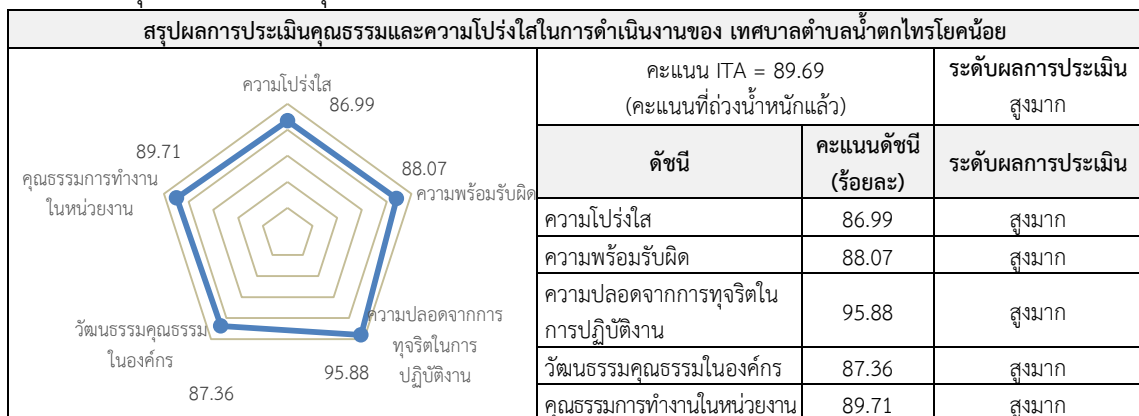 สรุปผลการประเมินคุณธรรมและความโปร่งใสในการดำเนินงานของ เทศบาลตำบลน้ำตกไทรโยคน้อย
ความโปร่งใส
86.99
88.07
ความพร้อมรับผิด
ความปลอดจากการ
ทุจริตในการ
ปฏิบัติงาน
95.88
วัฒนธรรมคุณธรรม
ในองค์กร
87.36
89.71
คุณธรรมการทำงาน
ในหน่วยงาน
คะแนน ITA = 89.69
(คะแนนที่ถ่วงน้ำหนักแล้ว)
ระดับผลการประเมิน
สูงมาก
ดัชนี
คะแนนดัชนี
(ร้อยละ)
ระดับผลการประเมิน
ความโปร่งใส 86.99 สูงมาก
ความพร้อมรับผิด 88.07 สูงมาก
ความปลอดจากการทุจริตใน
การปฏิบัติงาน
95.88 สูงมาก
วัฒนธรรมคุณธรรมในองค์กร 87.36 สูงมาก
คุณธรรมการทำงานในหน่วยงาน 89.71 สูงมาก